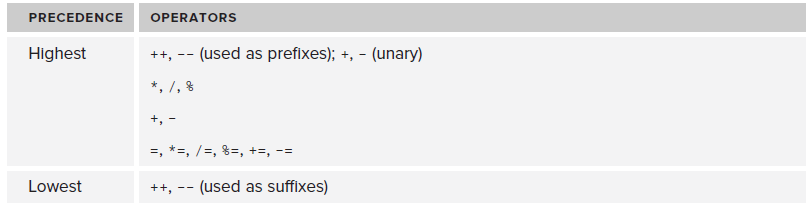 PRECEDENCE OPERATORS
Highest ++, -- (used as prefixes); +, - (unary)
*, /, %
+, -
=, *=, /=, %=, +=, -=
Lowest ++, -- (used as suffixes)